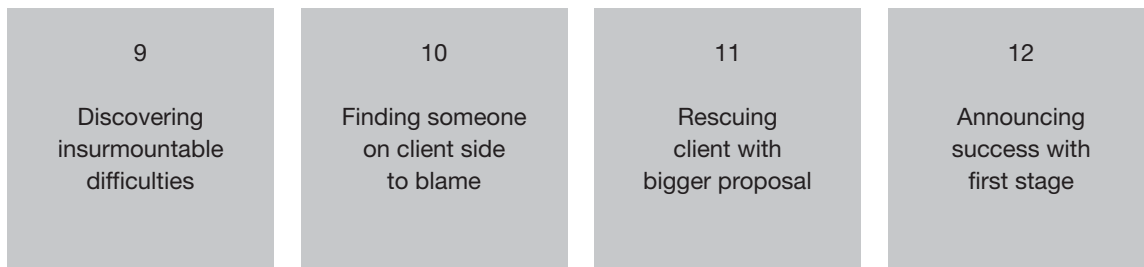 9
Discovering
insurmountable
difficulties
10
Finding someone
on client side
to blame
11
Rescuing
client with
bigger proposal
12
Announcing
success with
first stage